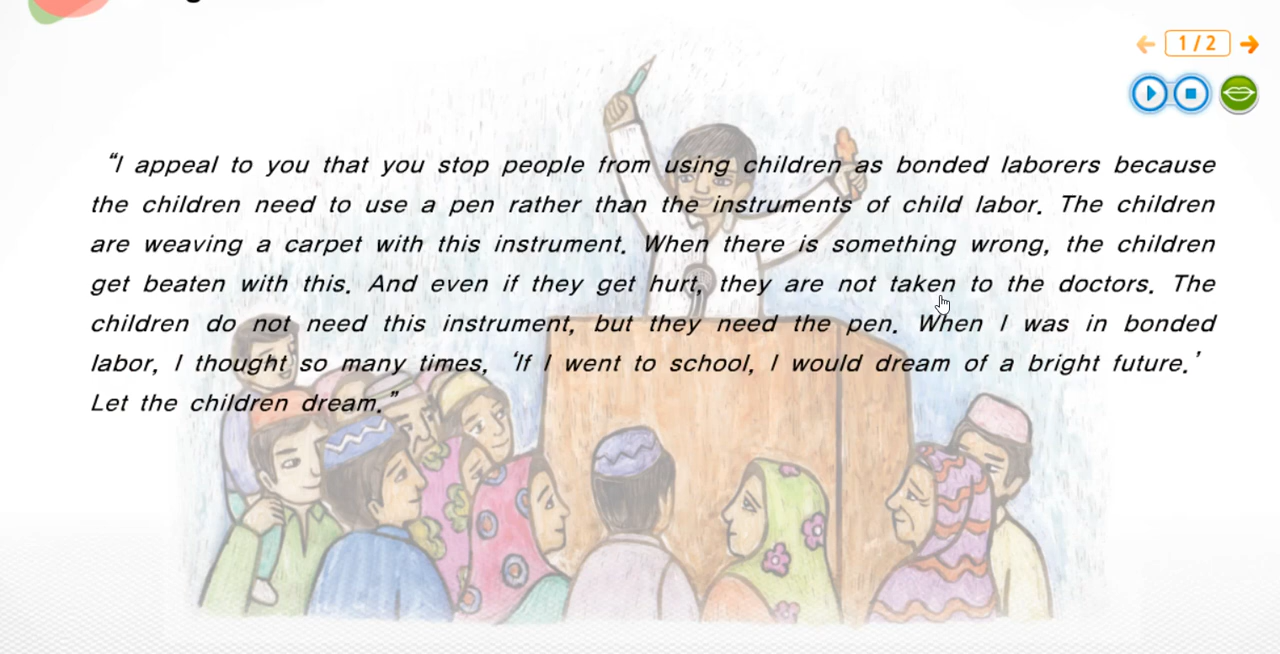 1 / 2
“I appeal to you that you stop people from using children as bonded laborers because
the children need to use a pen rather than the instruments of child labor. The children
are weaving a carpet with this instrument. When there is something wrong, the children
get beaten with this. And even if they get hurt, they are not taken to the doctors. The
children do not need this instrument, but they need the pen. When I was in bonded
labor, I thought so many times, ‘If I went to school, I would dream of a bright future.’
Let the children dream.”